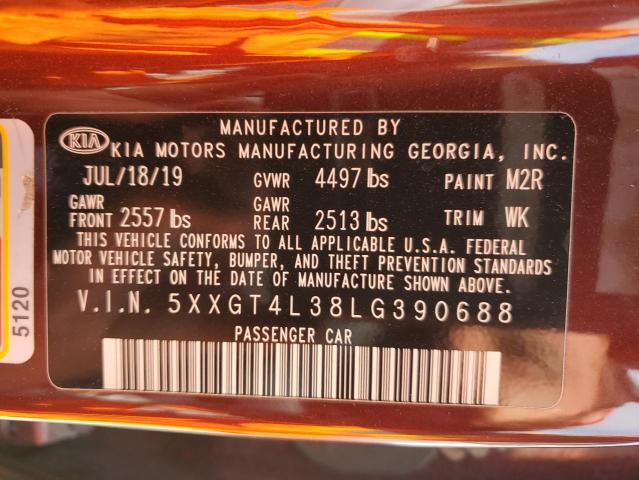 MANUFACTURED BY
KIA KIA MOTORS MANUFACTURING GEORGIA, INC.
JUL/18/19 GVWR 4497 lbs PAINT M2R
GAWR FRONT 2557 lbs GAWR REAR 2513 lbs TRIM WK
THIS VEHICLE CONFORMS TO ALL APPLICABLE U.S.A. FEDERAL
MOTOR VEHICLE SAFETY, BUMPER, AND THEFT PREVENTION STANDARDS
IN EFFECT ON THE DATE OF MANUFACTURE SHOWN ABOVE.
V.I.N. 5XXGT4L38LG390688
PASSENGER CAR
5120